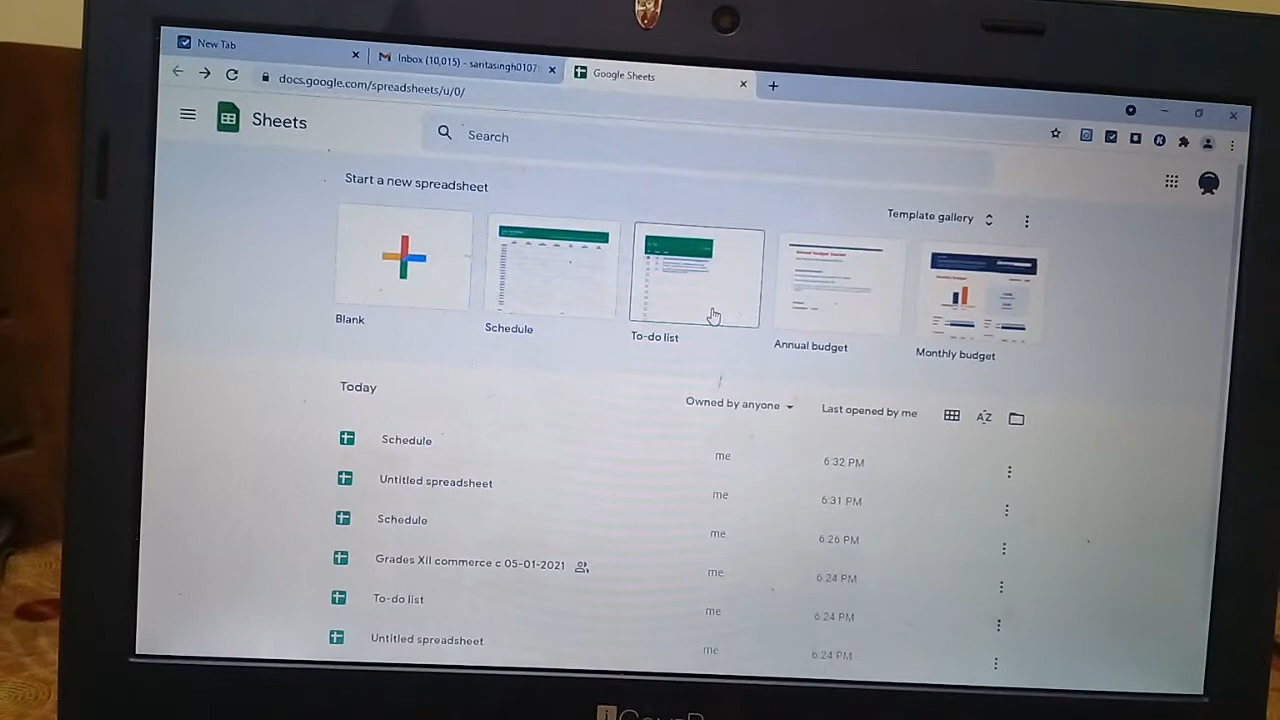 New Tab
Inbox (10,015) - saritasingh0107
Google Sheets
docs.google.com/spreadsheets/u/0/
Sheets
Search
Start a new spreadsheet
Template gallery
Blank
Schedule
To-do list
Annual budget
Monthly budget
Today
Owned by anyone
Last opened by me
AZ
Schedule me 6:32 PM
Untitled spreadsheet me 6:31 PM
Schedule me 6:26 PM
Grades XII commerce c 05-01-2021 me 6:24 PM
To-do list me 6:24 PM
Untitled spreadsheet me 6:24 PM